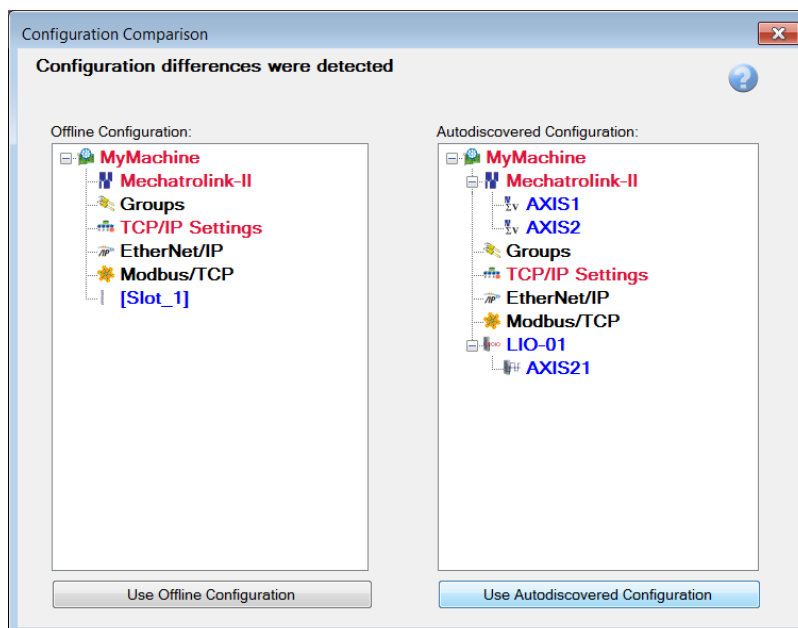 Configuration Comparison
Configuration differences were detected
Offline Configuration:
MyMachine
Mechatrolink-II
Groups
TCP/IP Settings
EtherNet/IP
Modbus/TCP
[Slot_1]
Use Offline Configuration
Autodiscovered Configuration:
MyMachine
Mechatrolink-II
AXIS1
AXIS2
Groups
TCP/IP Settings
EtherNet/IP
Modbus/TCP
LIO-01
AXIS21
Use Autodiscovered Configuration